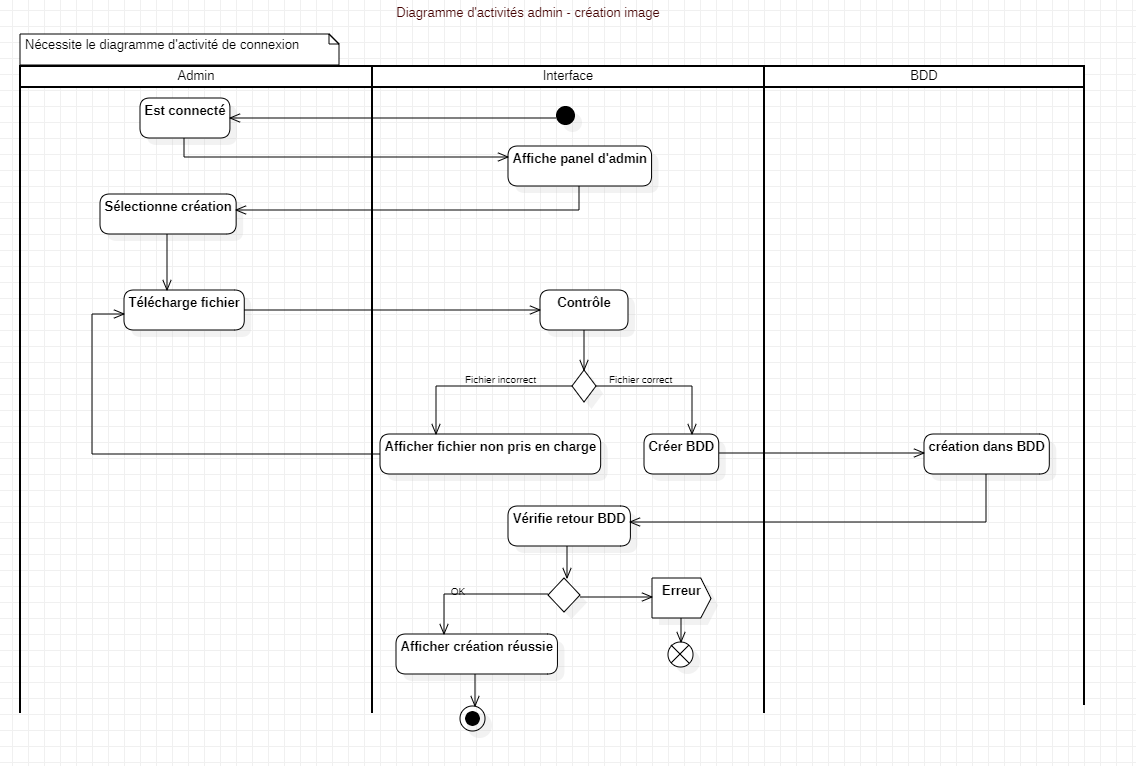 Diagramme d'activités admin - création image
Nécessite le diagramme d'activité de connexion
Admin
Interface
BDD
Est connecté
Affiche panel d'admin
Sélectionne création
Télécharge fichier
Contrôle
Fichier incorrect
Fichier correct
Afficher fichier non pris en charge
Créer BDD
création dans BDD
Vérifie retour BDD
OK
Erreur
Afficher création réussie